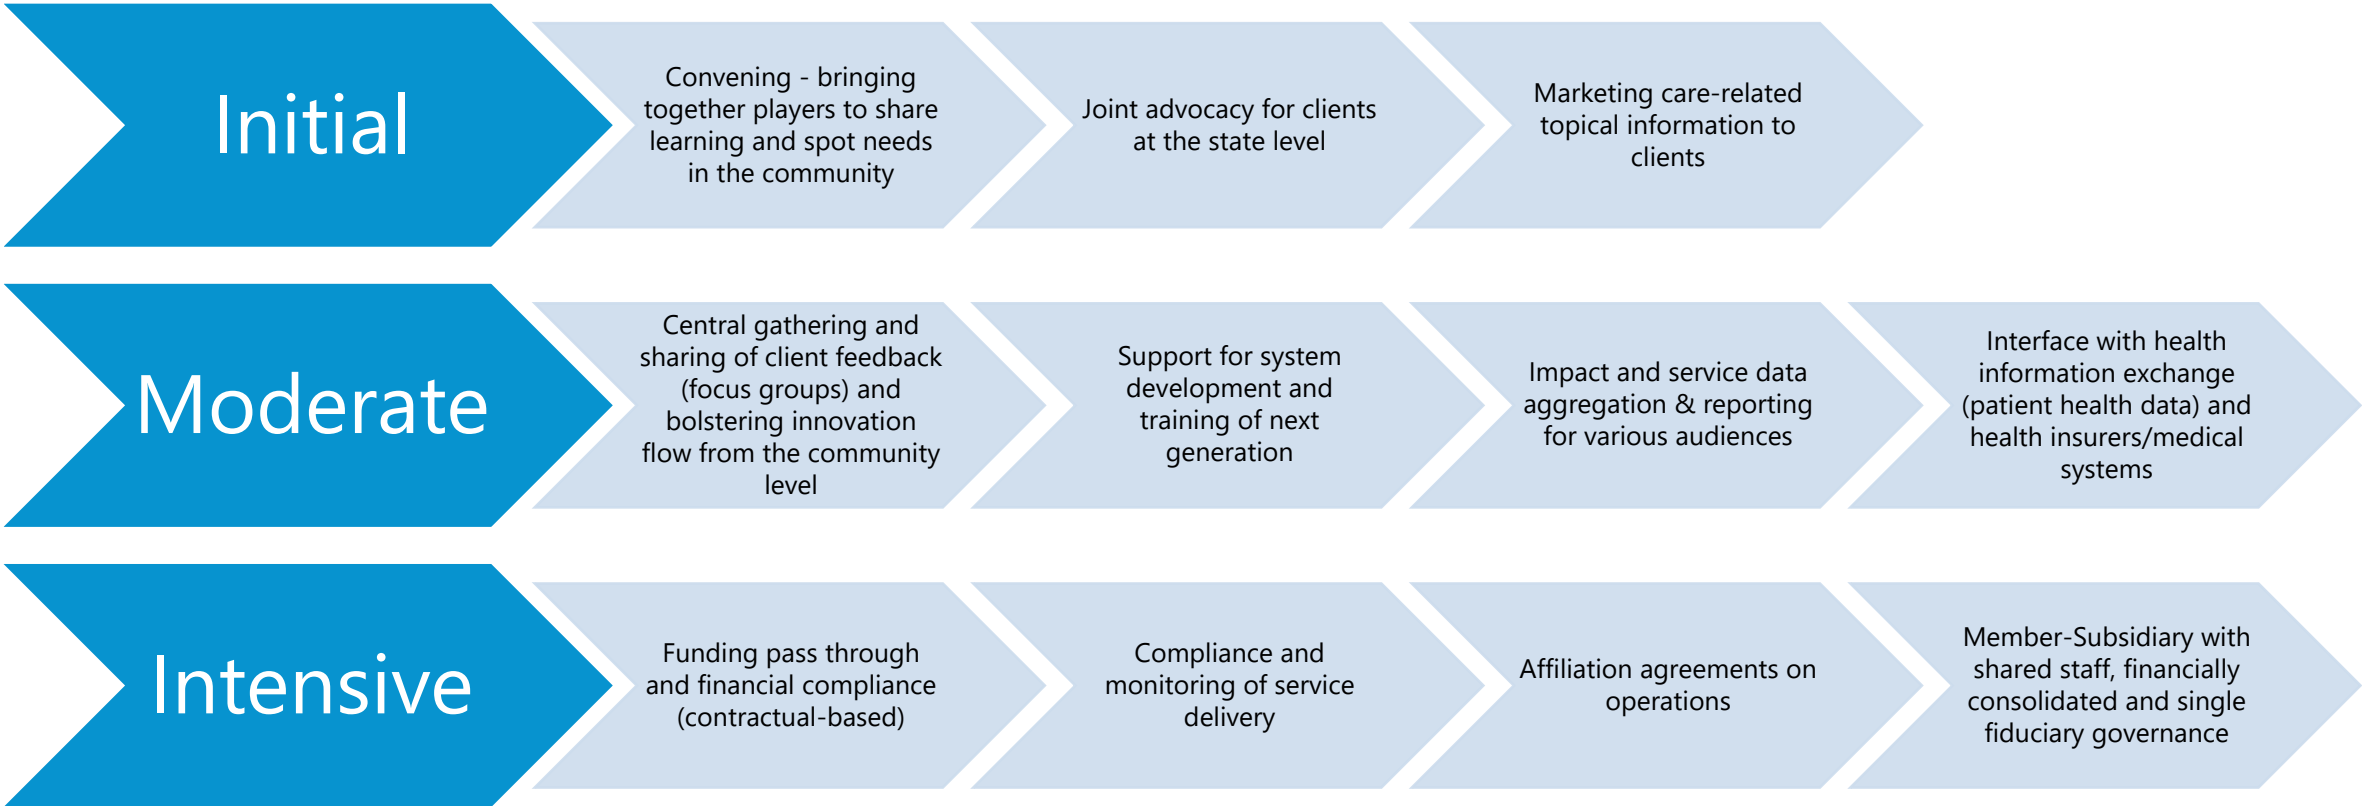 Initial
Convening - bringing
together players to share
learning and spot needs
in the community
Joint advocacy for clients
at the state level
Marketing care-related
topical information to
clients
Moderate
Central gathering and
sharing of client feedback
(focus groups) and
bolstering innovation
flow from the community
level
Support for system
development and
training of next
generation
Impact and service data
aggregation & reporting
for various audiences
Interface with health
information exchange
(patient health data) and
health insurers/medical
systems
Intensive
Funding pass through
and financial compliance
(contractual-based)
Compliance and
monitoring of service
delivery
Affiliation agreements on
operations
Member-Subsidiary with
shared staff, financially
consolidated and single
fiduciary governance